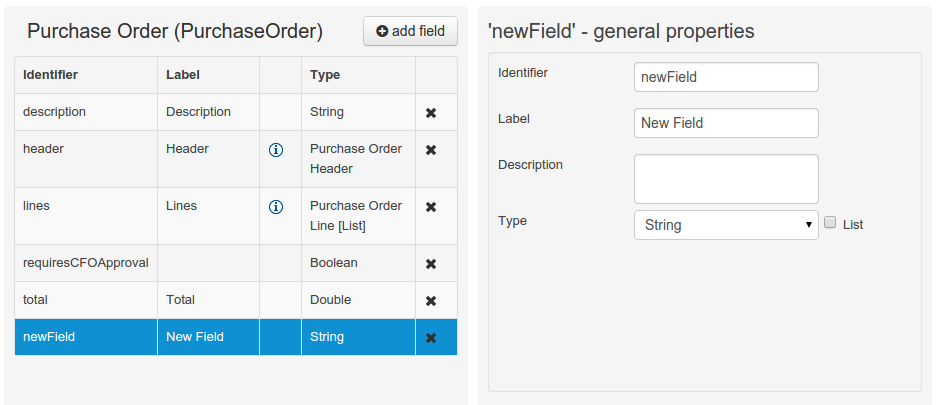 Purchase Order (PurchaseOrder)
add field
Identifier Label Type
description Description String
header Header Purchase Order
Header
lines Lines Purchase Order
Line [List]
requiresCFOApproval Boolean
total Total Double
newField New Field String
'newField' - general properties
Identifier newField
Label New Field
Description
Type String List